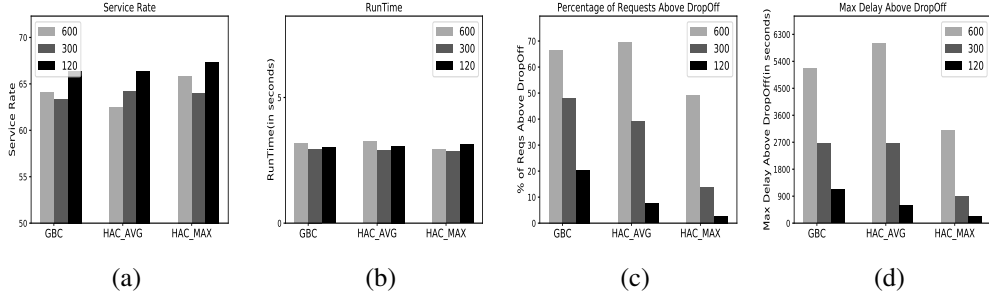 Service Rate
Service Rate
70
65
60
55
50
600
300
120
GBC HAC_AVG HAC_MAX
(a)
RunTime
RunTime(in seconds)
5
0
600
300
120
GBC HAC_AVG HAC_MAX
(b)
Percentage of Requests Above DropOff
% of Reqs Above DropOff
70
60
50
40
30
20
10
0
600
300
120
GBC HAC_AVG HAC_MAX
(c)
Max Delay Above DropOff
Max Delay Above DropOff(in seconds)
6300
5400
4500
3600
2700
1800
900
0
600
300
120
GBC HAC_AVG HAC_MAX
(d)